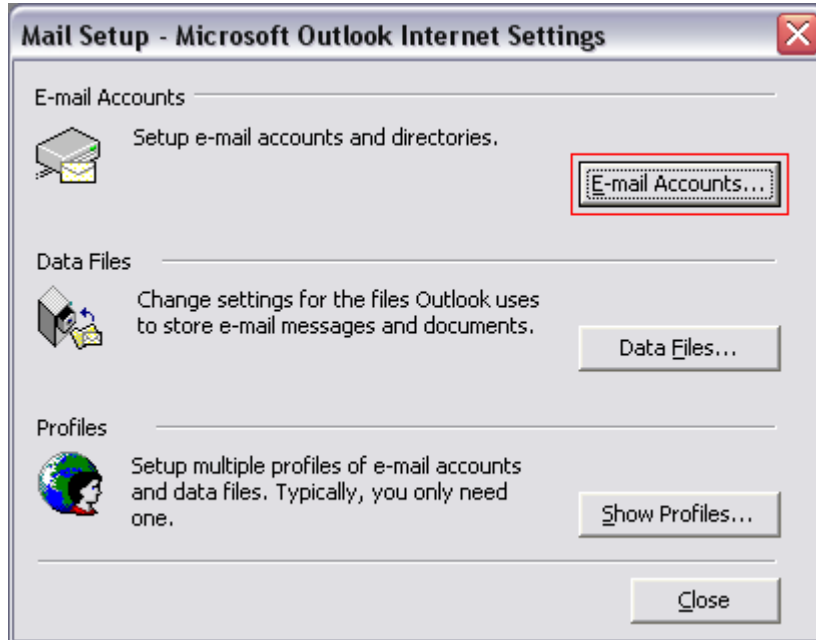 Mail Setup - Microsoft Outlook Internet Settings
E-mail Accounts
Setup e-mail accounts and directories.
E-mail Accounts...
Data Files
Change settings for the files Outlook uses
to store e-mail messages and documents.
Data Files...
Profiles
Setup multiple profiles of e-mail accounts
and data files. Typically, you only need
one.
Show Profiles...
Close